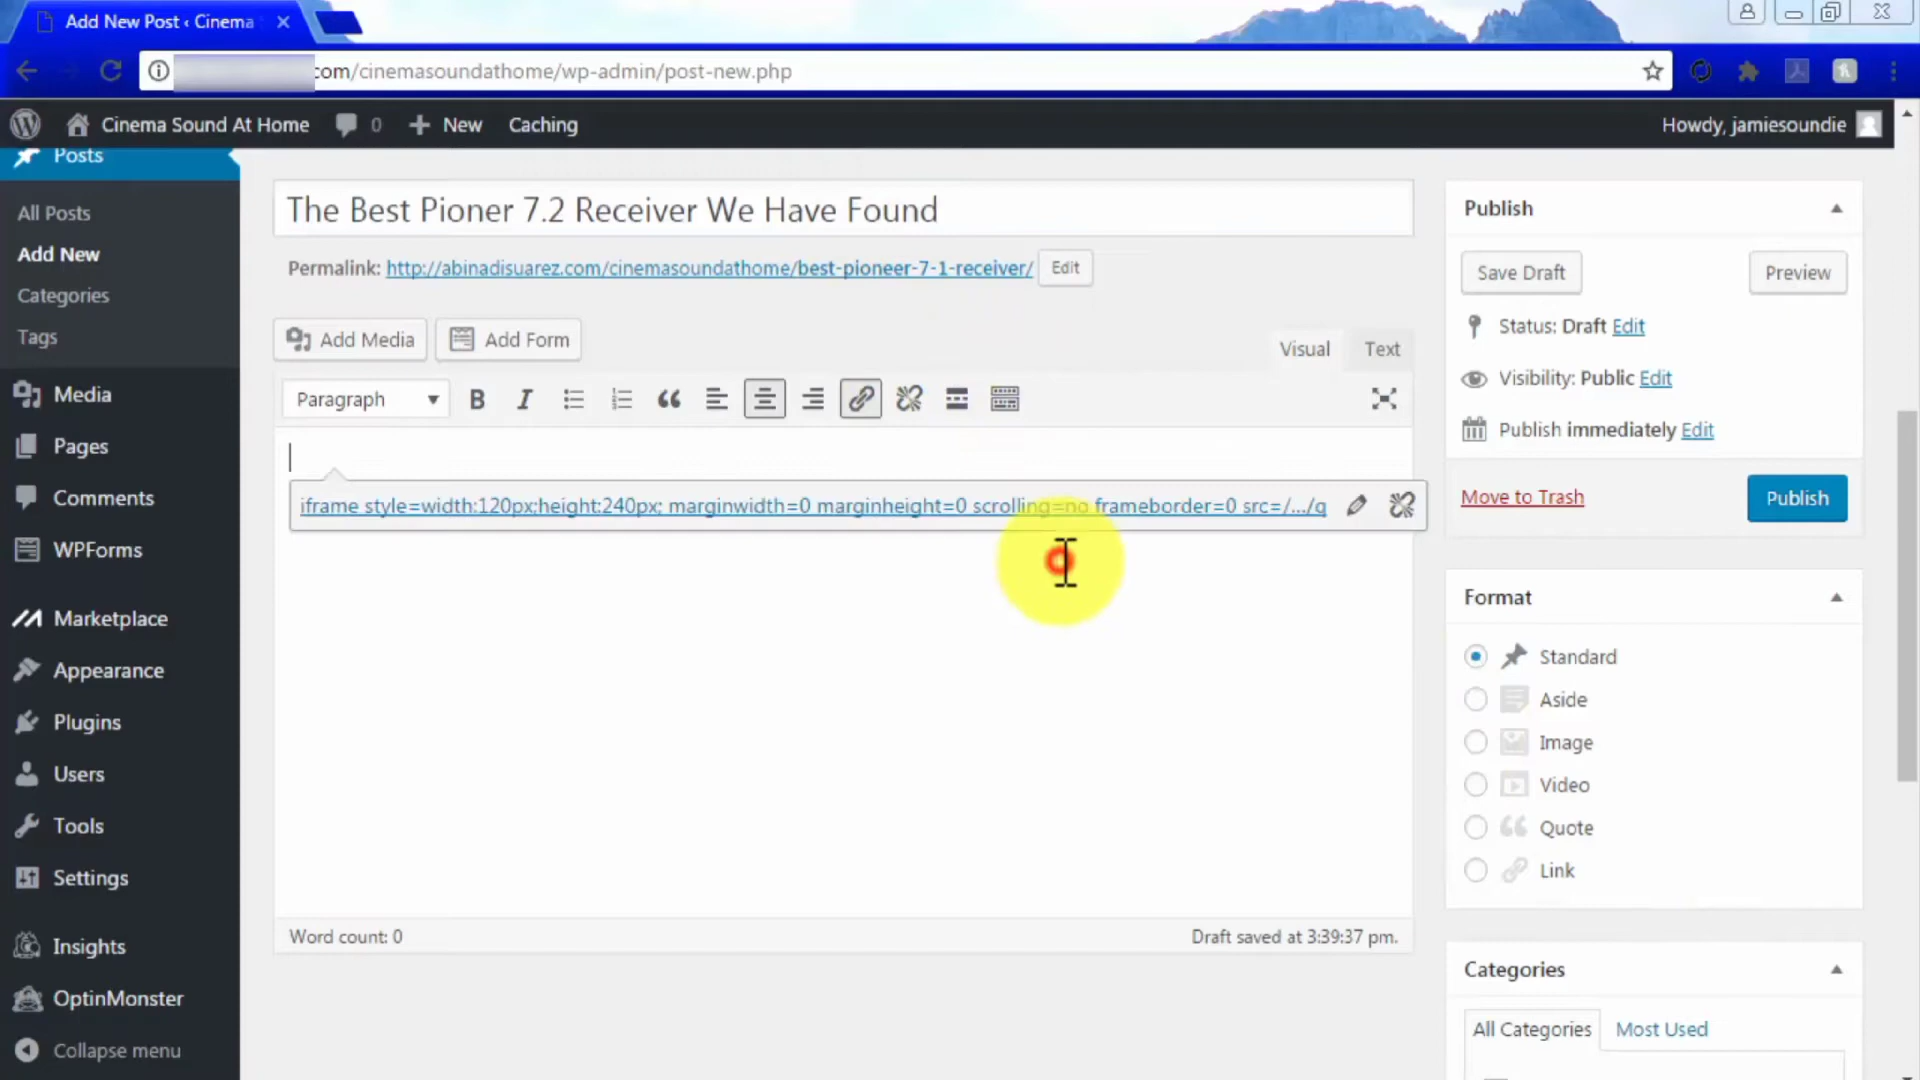 Add New Post ‹ Cinema
com/cinemasoundathome/wp-admin/post-new.php
Cinema Sound At Home 0 New Caching Howdy, jamiesoundie
Posts
All Posts
Add New
Categories
Tags
Media
Pages
Comments
WPForms
Marketplace
Appearance
Plugins
Users
Tools
Settings
Insights
OptinMonster
Collapse menu
The Best Pioner 7.2 Receiver We Have Found
Permalink: http://abinadisuarez.com/cinemasoundathome/best-pioneer-7-1-receiver/ Edit
Add Media Add Form
Visual Text
Paragraph B I
iframe style=width:120px;height:240px; marginwidth=0 marginheight=0 scrolling=no frameborder=0 src=/.../q
Word count: 0 Draft saved at 3:39:37 pm.
Publish
Save Draft Preview
Status: Draft Edit
Visibility: Public Edit
Publish immediately Edit
Move to Trash Publish
Format
Standard
Aside
Image
Video
Quote
Link
Categories
All Categories Most Used